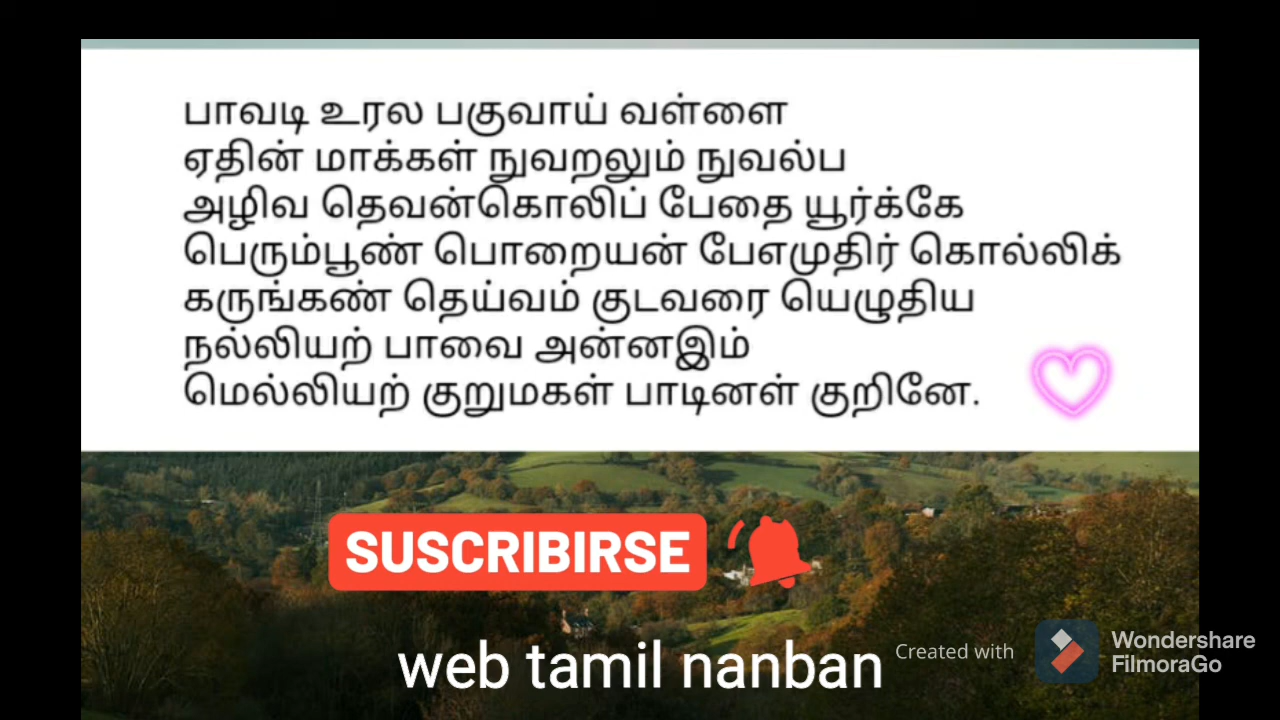 பாவடி உரல பகுவாய் வள்ளை
ஏதின் மாக்கள் நுவறலும் நுவல்ப
அழிவ தெவன்கொலிப் பேதை யூர்க்கே
பெரும்பூண் பொறையன் பேஎமுதிர் கொல்லிக்
கருங்கண் தெய்வம் குடவரை யெழுதிய
நல்லியற் பாவை அன்னஇம்
மெல்லியற் குறுமகள் பாடினள் குறினே.
SUSCRIBIRSE
web tamil nanban
Created with
Wondershare
FilmoraGo